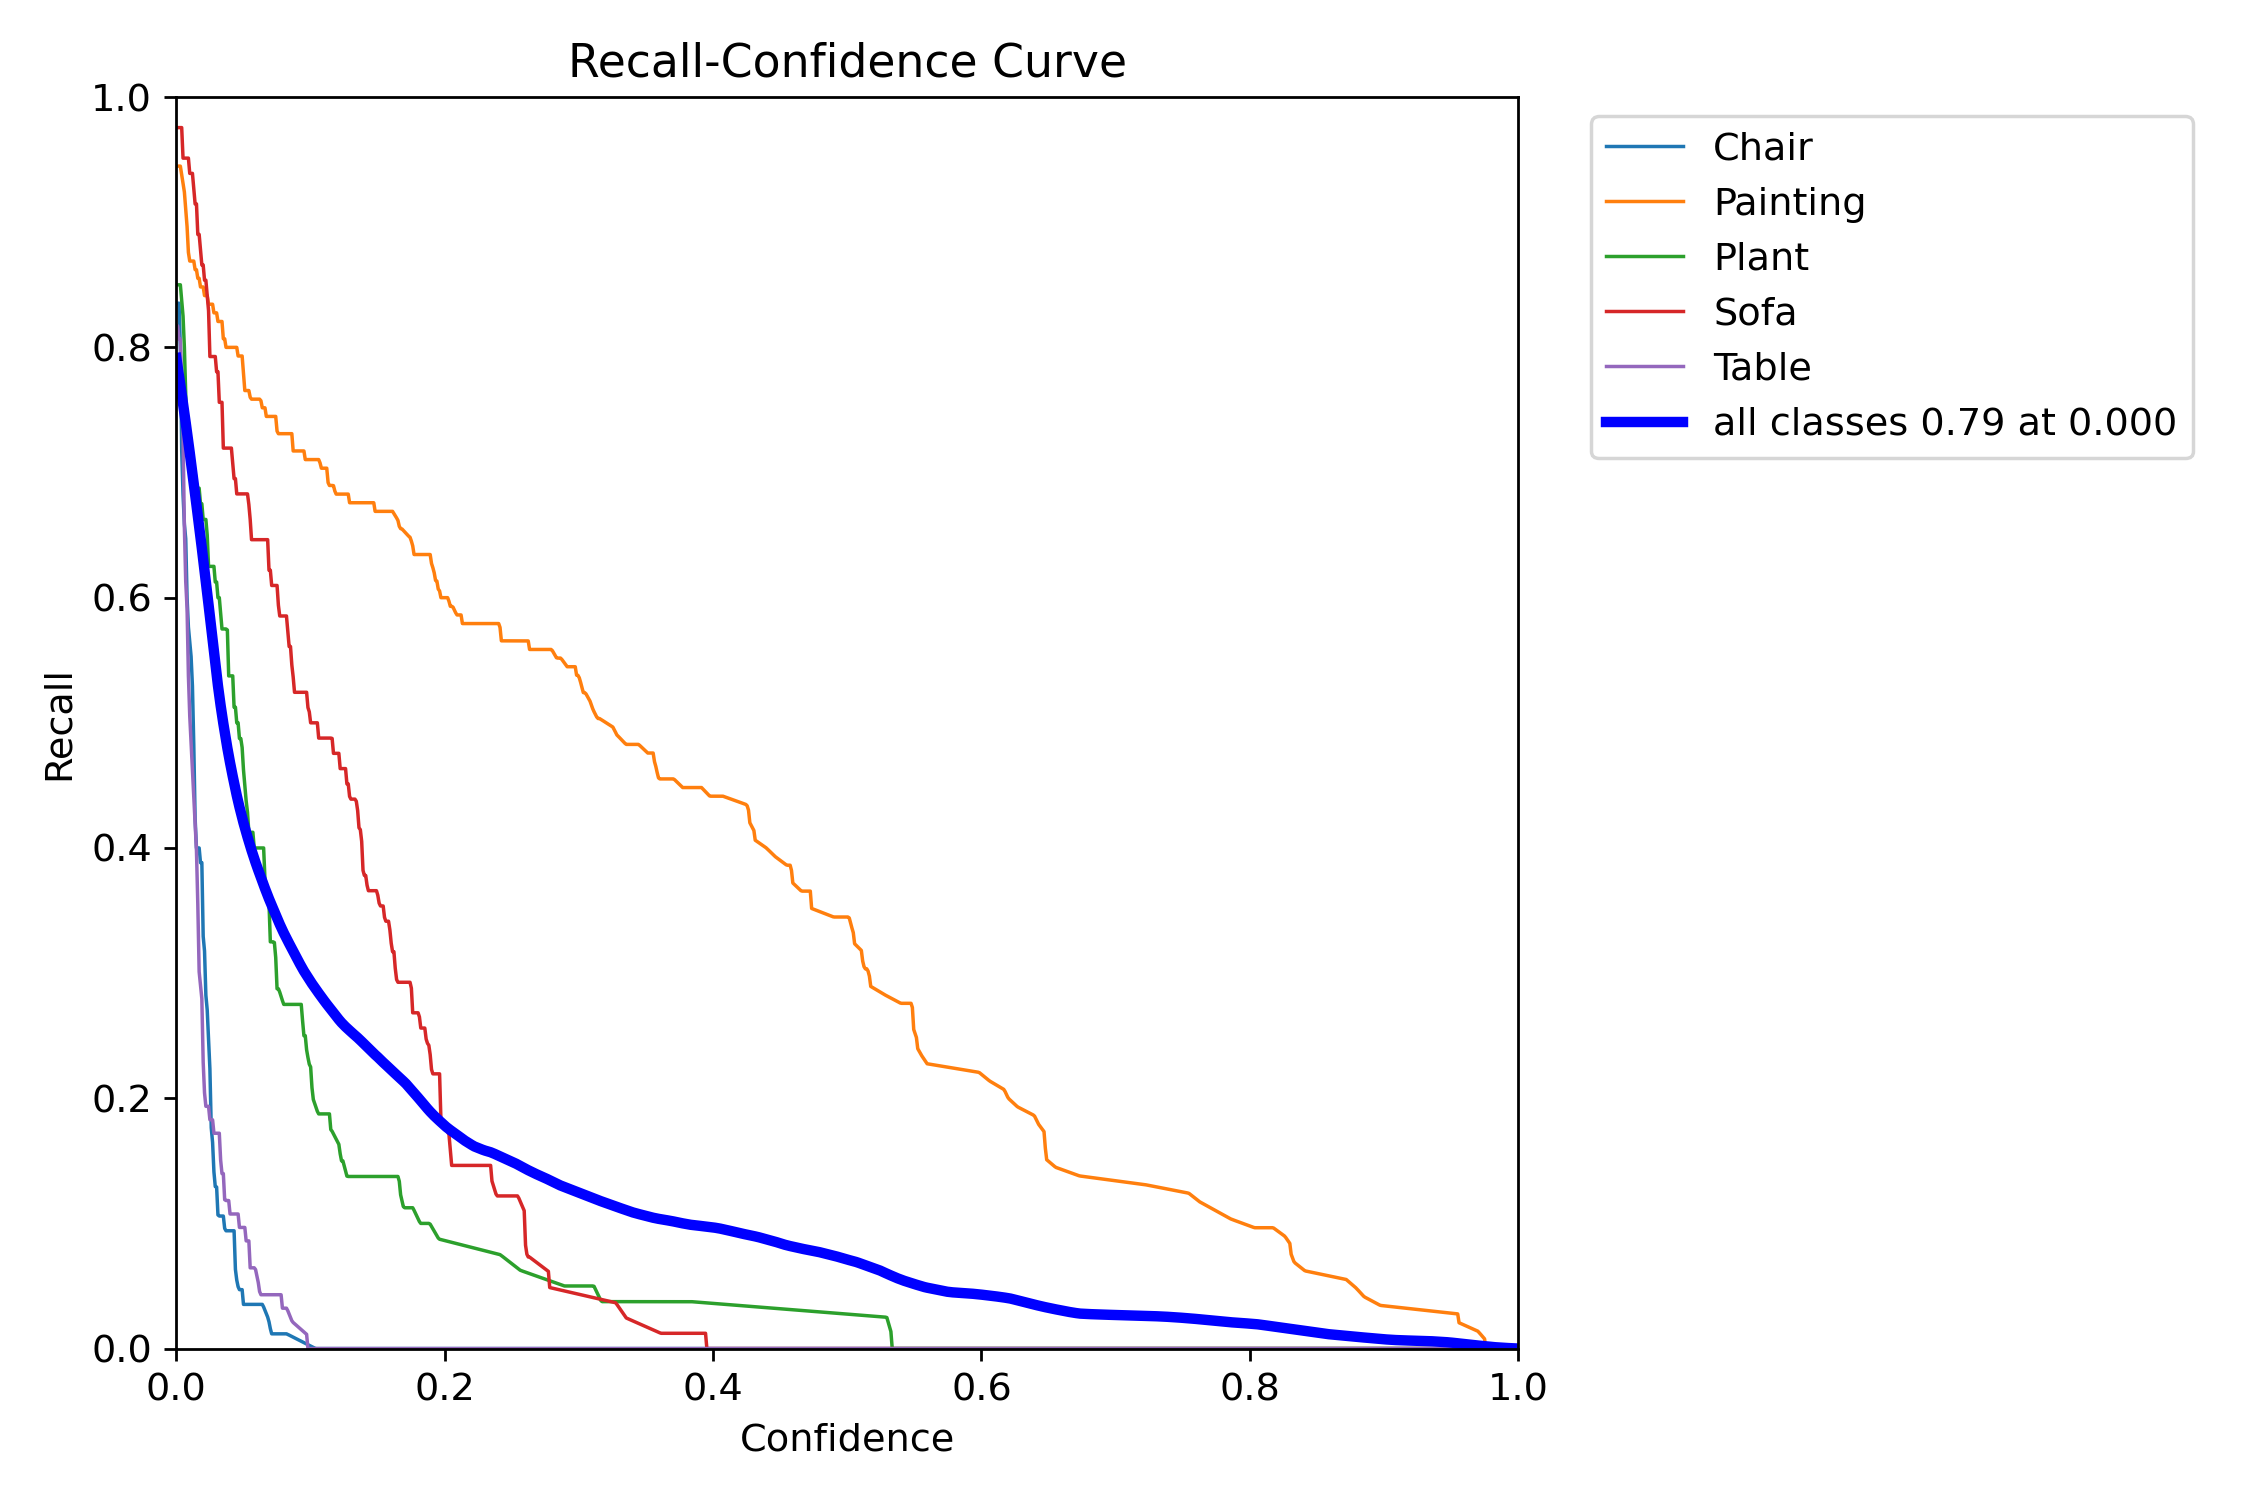 Recall-Confidence Curve
1.0
0.8
0.6
0.4
0.2
0.0
Recall
0.0
0.2
0.4
0.6
0.8
1.0
Confidence
Chair
Painting
Plant
Sofa
Table
all classes 0.79 at 0.000